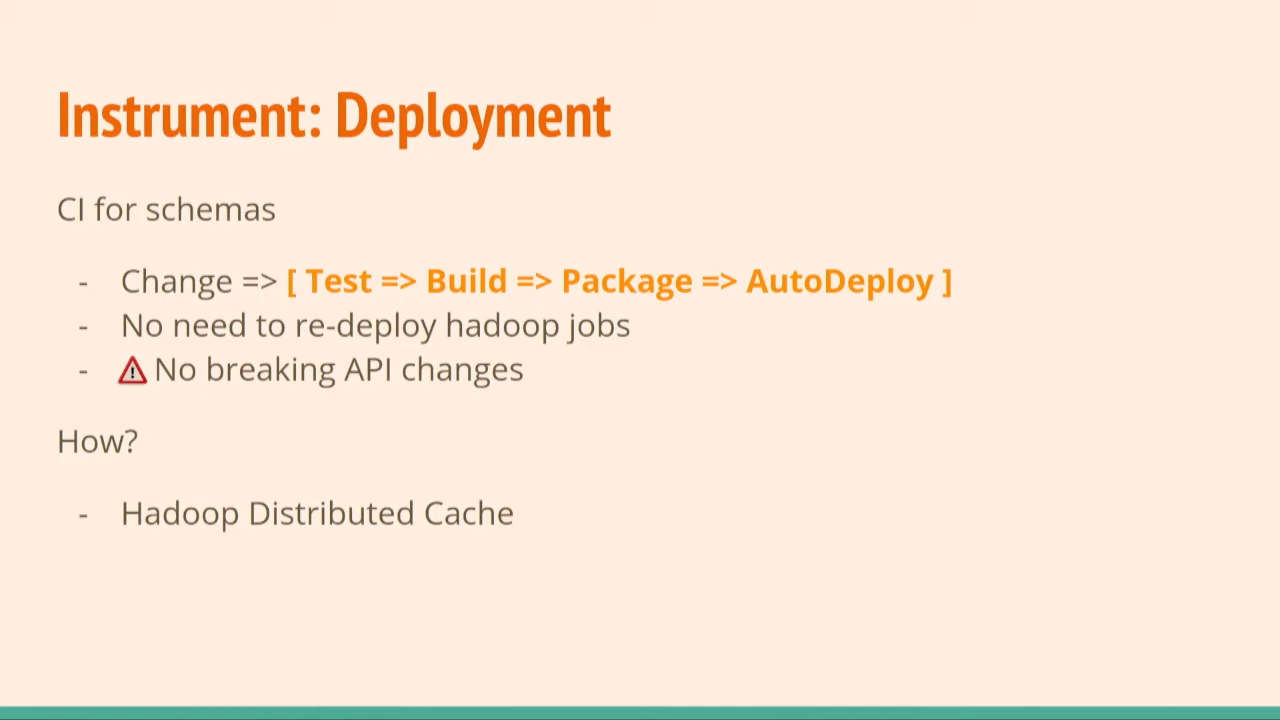 Instrument: Deployment
CI for schemas
- Change => [ Test => Build => Package => AutoDeploy ]
- No need to re-deploy hadoop jobs
- ⚠ No breaking API changes
How?
- Hadoop Distributed Cache